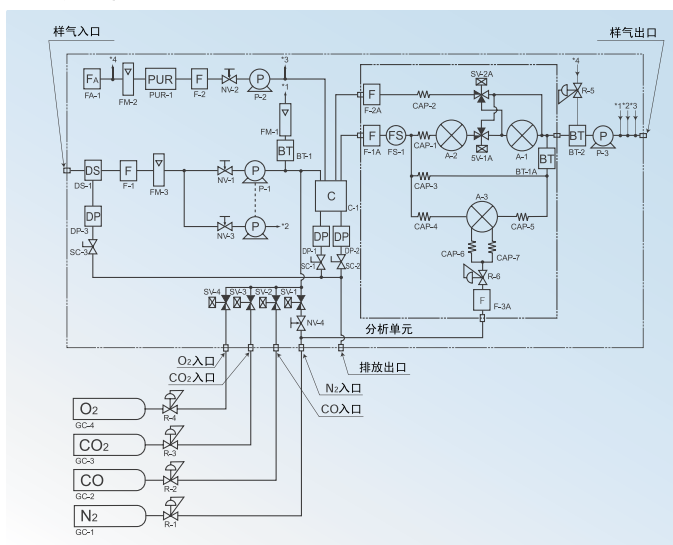 样气入口
样气出口
*4
*3
*1
FA
PUR
F
P
FA-1
FM-2
PUR-1
F-2
NV-2
P-2
FM-1
BT
BT-1
DS
F
DS-1
F-1
FM-3
NV-1
P
P-1
DP
DP-3
SC-3
NV-3
P
*2
C
C-1
DP
DP
DP-1
DP-2
SC-1
SC-2
F
F-2A
CAP-2
SV-2A
F
F-1A
FS
FS-1
CAP-1
A-2
5V-1A
A-1
BT
BT-1A
CAP-3
A-3
CAP-4
CAP-5
CAP-6
CAP-7
R-6
F
F-3A
*4
R-5
BT
BT-2
P
P-3
*1*2*3
SV-4
SV-3
SV-2
SV-1
NV-4
分析单元
O2入口
CO2入口
N2入口
CO入口
排放出口
O2
GC-4
R-4
CO2
GC-3
R-3
CO
GC-2
R-2
N2
GC-1
R-1